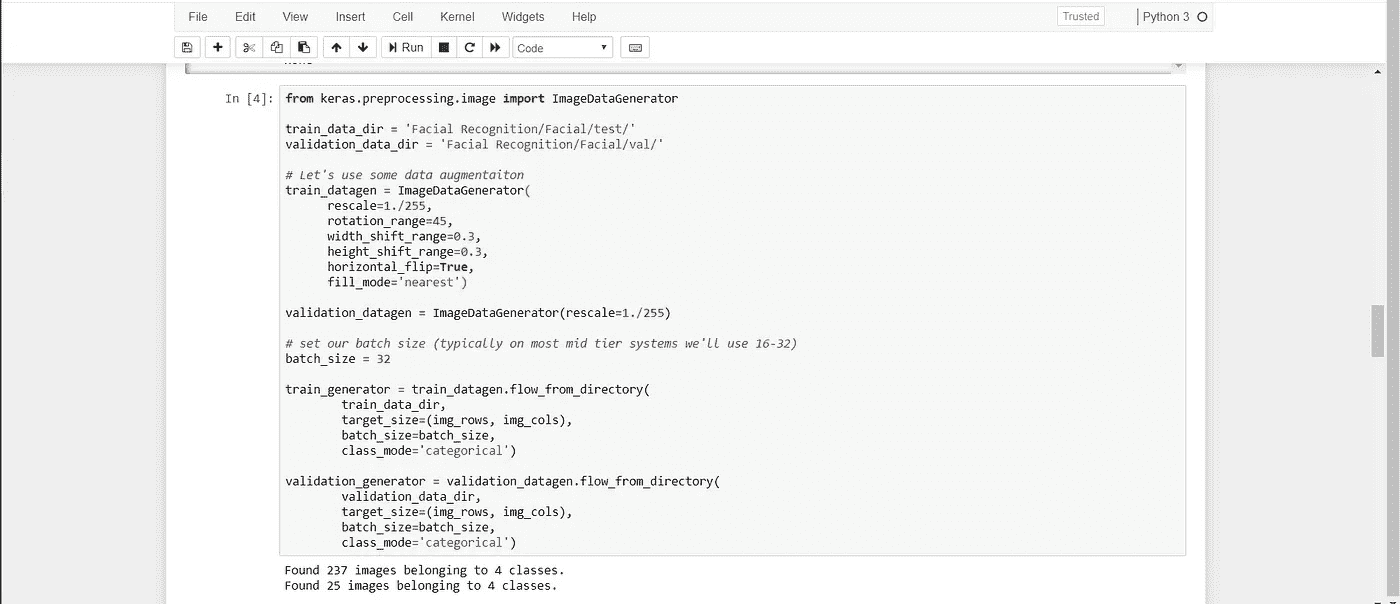 File Edit View Insert Cell Kernel Widgets Help Trusted Python 3
Run Code
In [4]: from keras.preprocessing.image import ImageDataGenerator
train_data_dir = 'Facial Recognition/Facial/test/'
validation_data_dir = 'Facial Recognition/Facial/val/'
# Let's use some data augmentaiton
train_datagen = ImageDataGenerator(
rescale=1./255,
rotation_range=45,
width_shift_range=0.3,
height_shift_range=0.3,
horizontal_flip=True,
fill_mode='nearest')
validation_datagen = ImageDataGenerator(rescale=1./255)
# set our batch size (typically on most mid tier systems we'll use 16-32)
batch_size = 32
train_generator = train_datagen.flow_from_directory(
train_data_dir,
target_size=(img_rows, img_cols),
batch_size=batch_size,
class_mode='categorical')
validation_generator = validation_datagen.flow_from_directory(
validation_data_dir,
target_size=(img_rows, img_cols),
batch_size=batch_size,
class_mode='categorical')
Found 237 images belonging to 4 classes.
Found 25 images belonging to 4 classes.